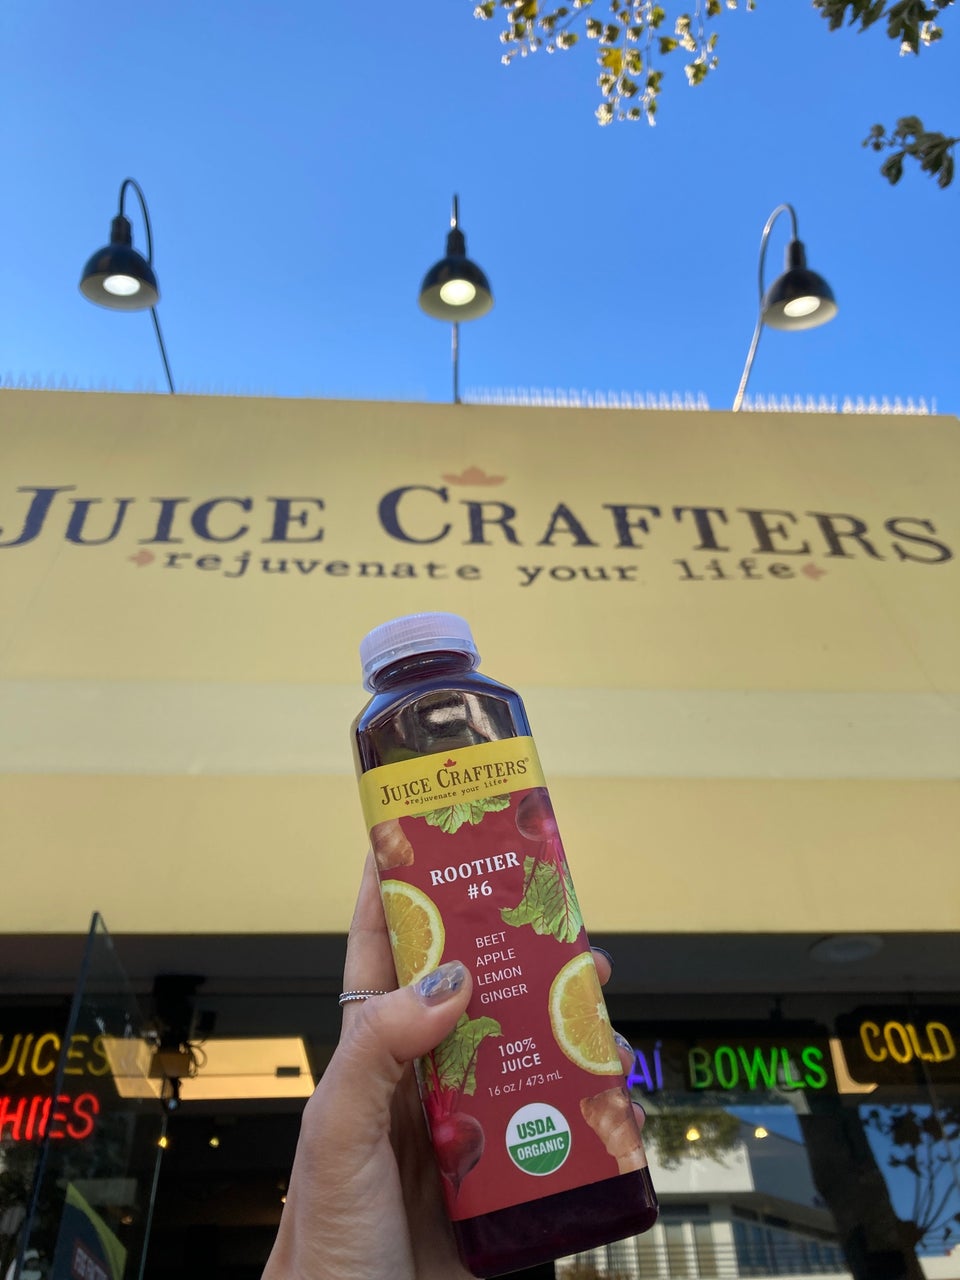 JUICE CRAFTERS
rejuvenate your life
JUICE CRAFTERS®
rejuvenate your life
ROOTIER
#6
BEET
APPLE
LEMON
GINGER
100%
JUICE
16 oz / 473 mL
USDA
ORGANIC
BOWLS
COLD